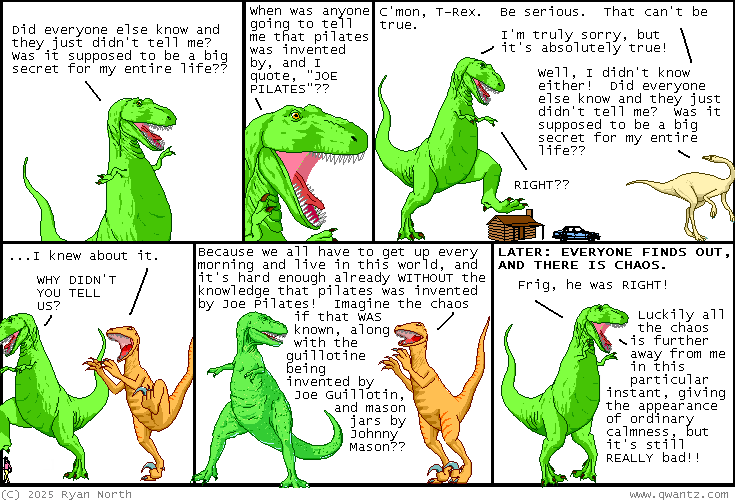 Did everyone else know and
they just didn't tell me?
Was it supposed to be a big
secret for my entire life??
When was anyone
going to tell
me that pilates
was invented
by, and I
quote, "JOE
PILATES"??
C'mon, T-Rex. Be serious. That can't be
true.
I'm truly sorry, but
it's absolutely true!
Well, I didn't know
either! Did everyone
else know and they just
didn't tell me? Was it
supposed to be a big
secret for my entire
life??
RIGHT??
...I knew about it.
WHY DIDN'T
YOU TELL
US?
Because we all have to get up every
morning and live in this world, and
it's hard enough already WITHOUT the
knowledge that pilates was invented
by Joe Pilates! Imagine the chaos
if that WAS
known, along
with the
guillotine
being
invented by
Joe Guillotin,
and mason
jars by
Johnny
Mason??
LATER: EVERYONE FINDS OUT,
AND THERE IS CHAOS.
Frig, he was RIGHT!
Luckily all
the chaos
is further
away from me
in this
particular
instant, giving
the appearance
of ordinary
calmness, but
it's still
REALLY bad!!
(C) 2025 Ryan North
www.qwantz.com